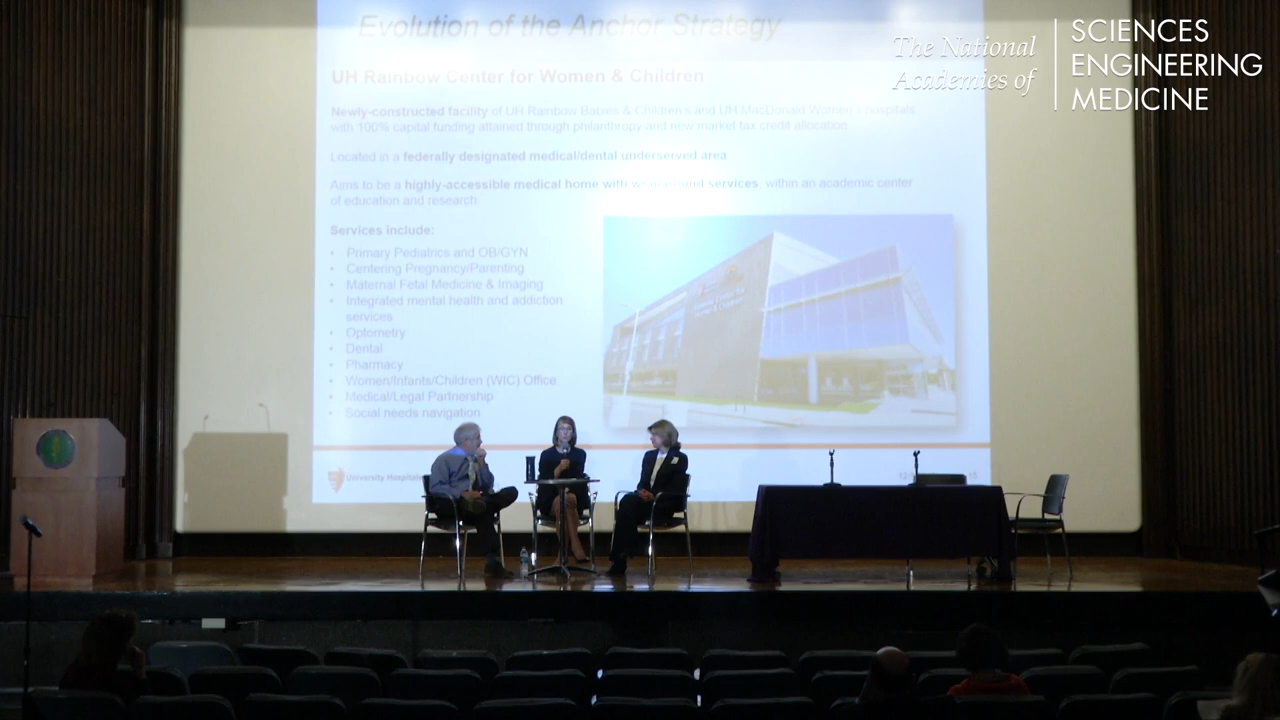 Evolution of the Anchor Strategy
The National
Academies of
SCIENCES
ENGINEERING
MEDICINE
UH Rainbow Center for Women & Children
Newly-constructed facility of UH Rainbow Babies & Children's and UH MacDonald Women's hospitals
with 100% capital funding attained through philanthropy and new market tax credit allocation
Located in a federally designated medical/dental underserved area
Aims to be a highly-accessible medical home with services, within an academic center
of education and research
Services include:
• Primary Pediatrics and OB/GYN
• Centering Pregnancy/Parenting
• Maternal Fetal Medicine & Imaging
• Integrated mental health and addiction
services
• Optometry
• Dental
• Pharmacy
• Women/Infants/Children (WIC) Office
• Medical/Legal Partnership
• Social needs navigation
University Hospitals